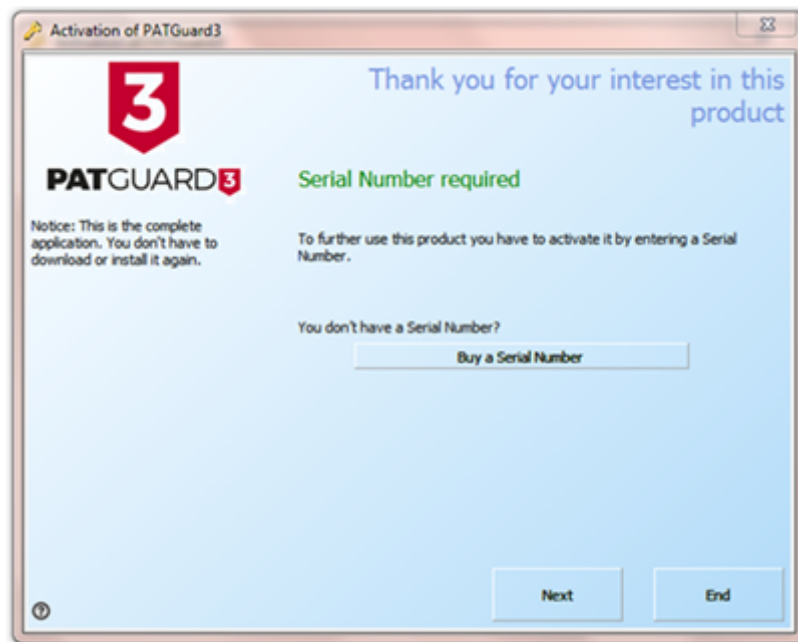 Activation of PATGuard3
3
PATGUARD3
Notice: This is the complete
application. You don't have to
download or install it again.
Thank you for your interest in this
product
Serial Number required
To further use this product you have to activate it by entering a Serial
Number.
You don't have a Serial Number?
Buy a Serial Number
Next
End
?